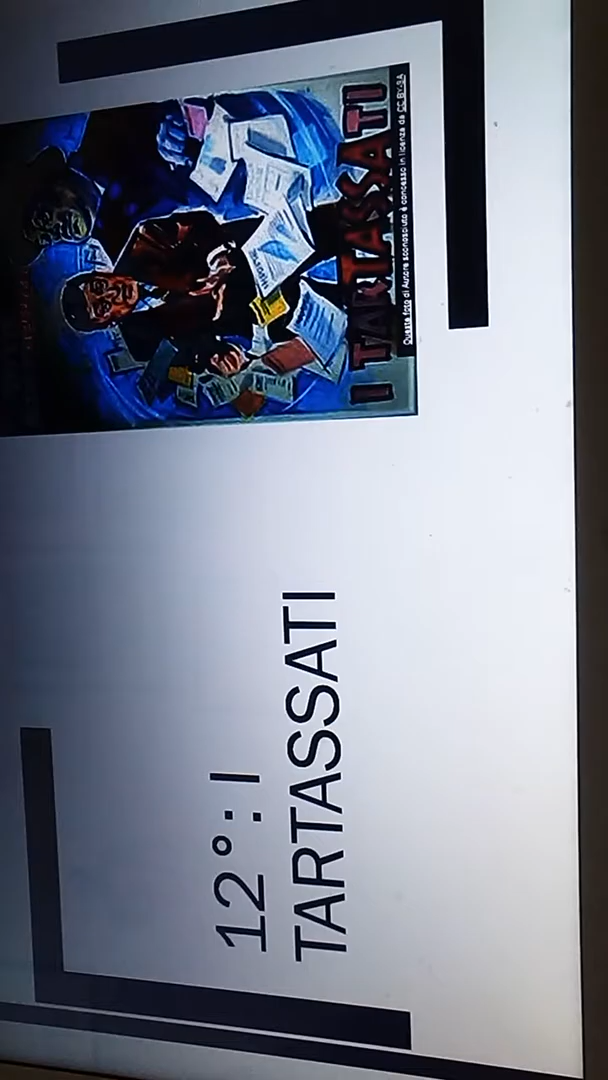 12°: I
TARTASSATI
I TARTASSATI
Questa foto di Autore sconosciuto è concesso in licenza da CC BY-SA